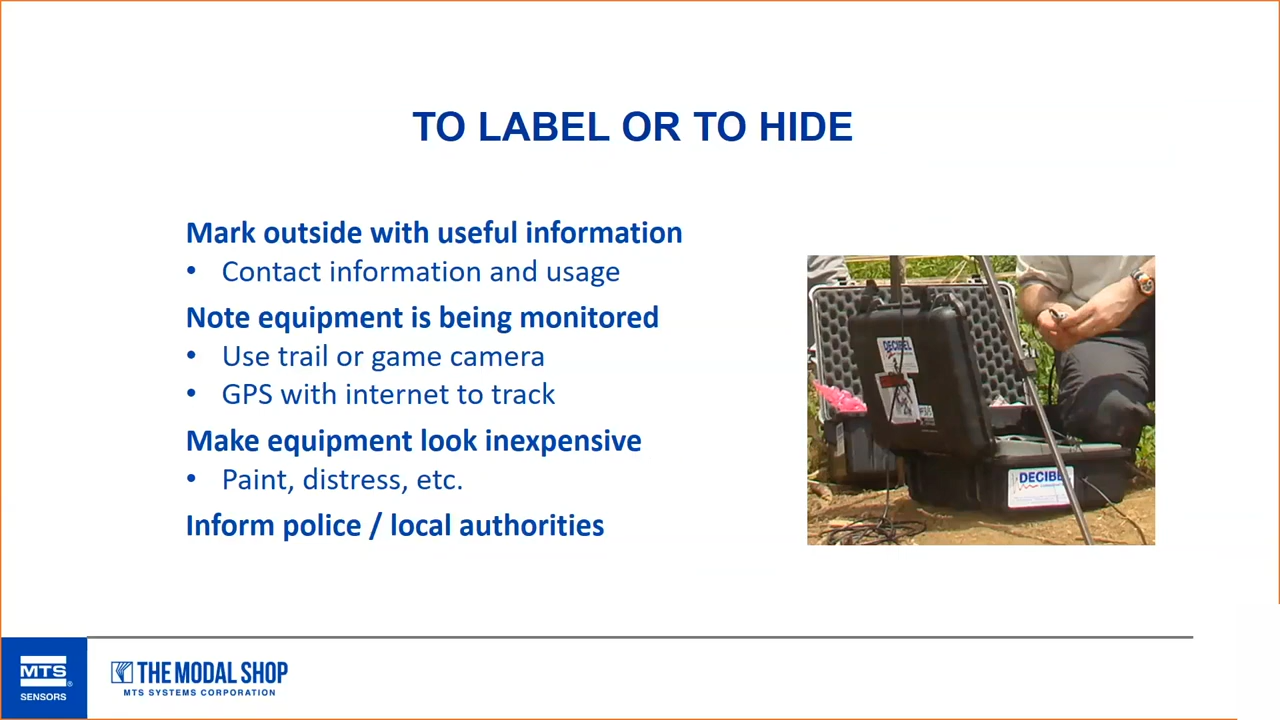 TO LABEL OR TO HIDE
Mark outside with useful information
• Contact information and usage
Note equipment is being monitored
• Use trail or game camera
• GPS with internet to track
Make equipment look inexpensive
• Paint, distress, etc.
Inform police / local authorities
DECIBEL
DECIBEL
MTS
SENSORS
THE MODAL SHOP
MTS SYSTEMS CORPORATION